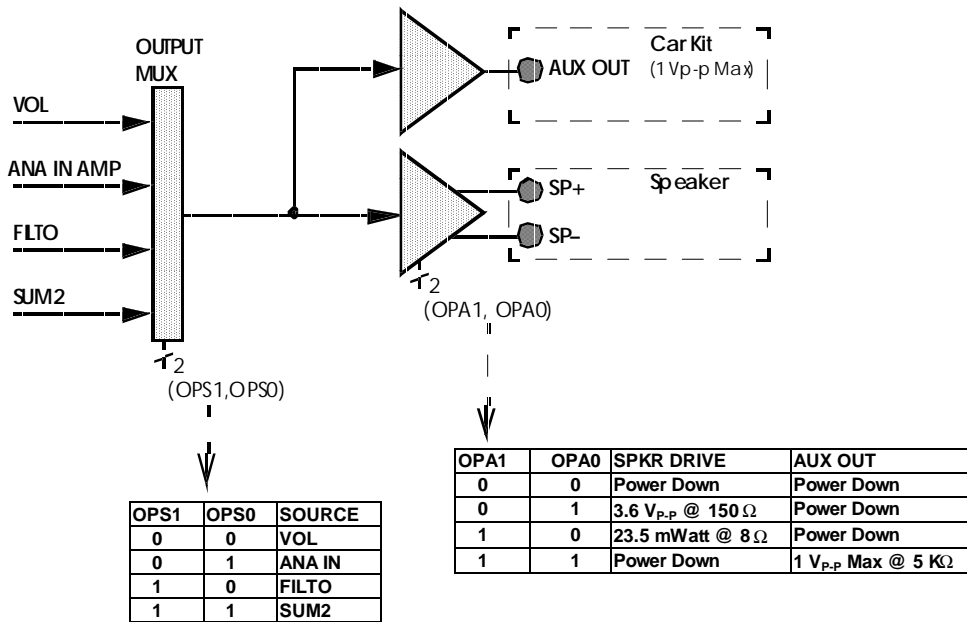 OUTPUT
MUX
VOL
ANA IN AMP
FILTO
SUM2
2
(OPS1,OPS0)
AUX OUT
Car Kit
(1 Vp-p Max)
SP+
SP–
Speaker
2
(OPA1, OPA0)
OPS1 OPS0 SOURCE
0 0 VOL
0 1 ANA IN
1 0 FILTO
1 1 SUM2
OPA1 OPA0 SPKR DRIVE AUX OUT
0 0 Power Down Power Down
0 1 3.6 VP-P @ 150 Ω Power Down
1 0 23.5 mWatt @ 8 Ω Power Down
1 1 Power Down 1 VP-P Max @ 5 KΩ